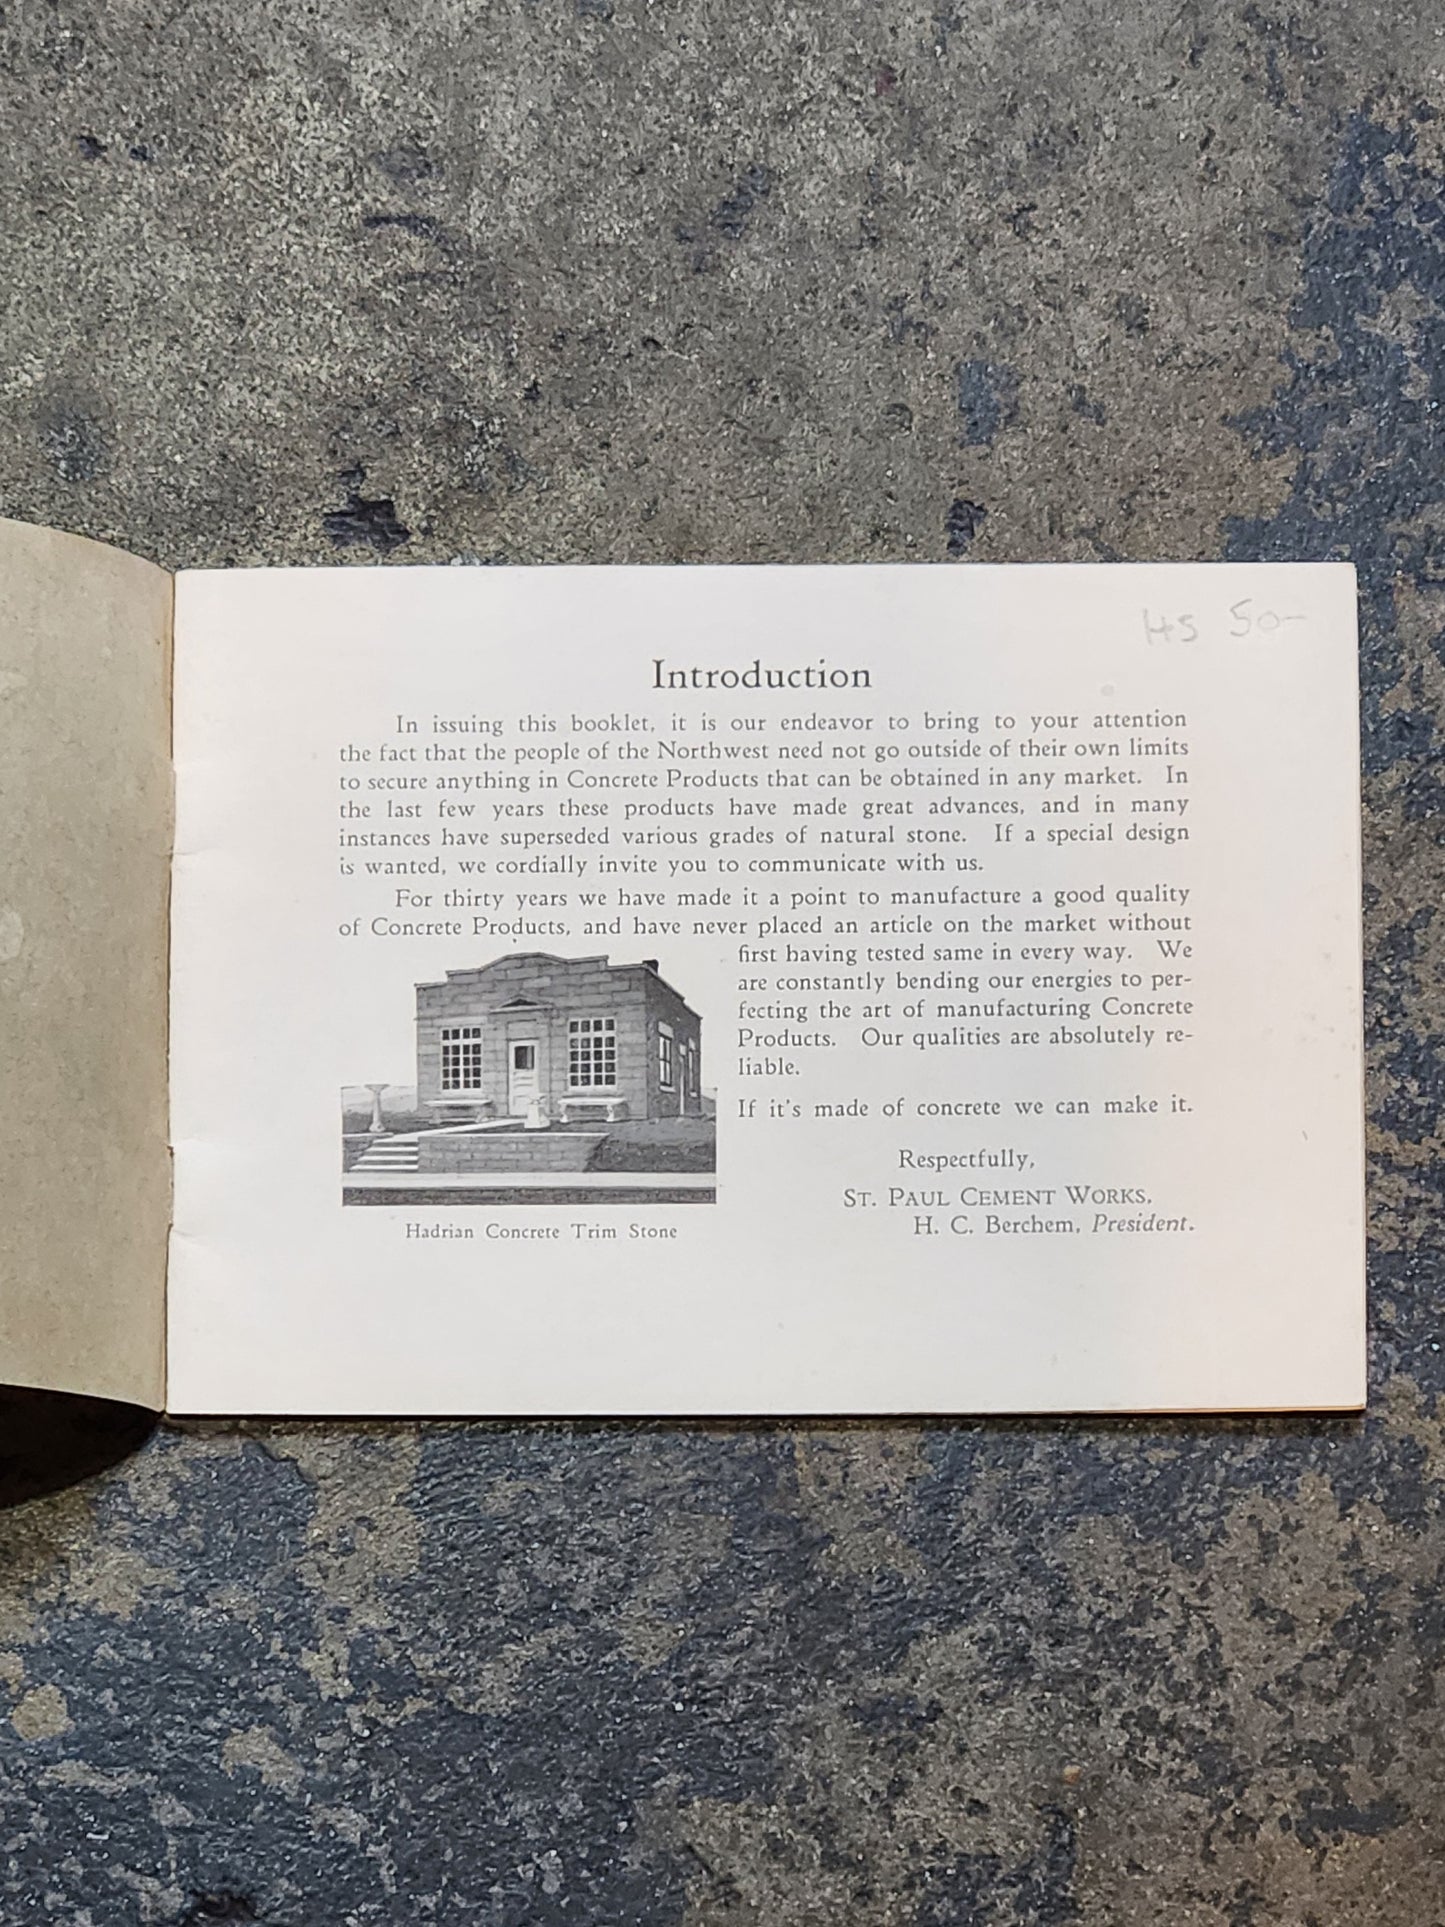 HS 50-
Introduction
In issuing this booklet, it is our endeavor to bring to your attention
the fact that the people of the Northwest need not go outside of their own limits
to secure anything in Concrete Products that can be obtained in any market. In
the last few years these products have made great advances, and in many
instances have superseded various grades of natural stone. If a special design
is wanted, we cordially invite you to communicate with us.
For thirty years we have made it a point to manufacture a good quality
of Concrete Products, and have never placed an article on the market without
first having tested same in every way. We
are constantly bending our energies to per-
fecting the art of manufacturing Concrete
Products. Our qualities are absolutely re-
liable.
If it's made of concrete we can make it.
Respectfully,
ST. PAUL CEMENT WORKS,
H. C. Berchem, President.
Hadrian Concrete Trim Stone